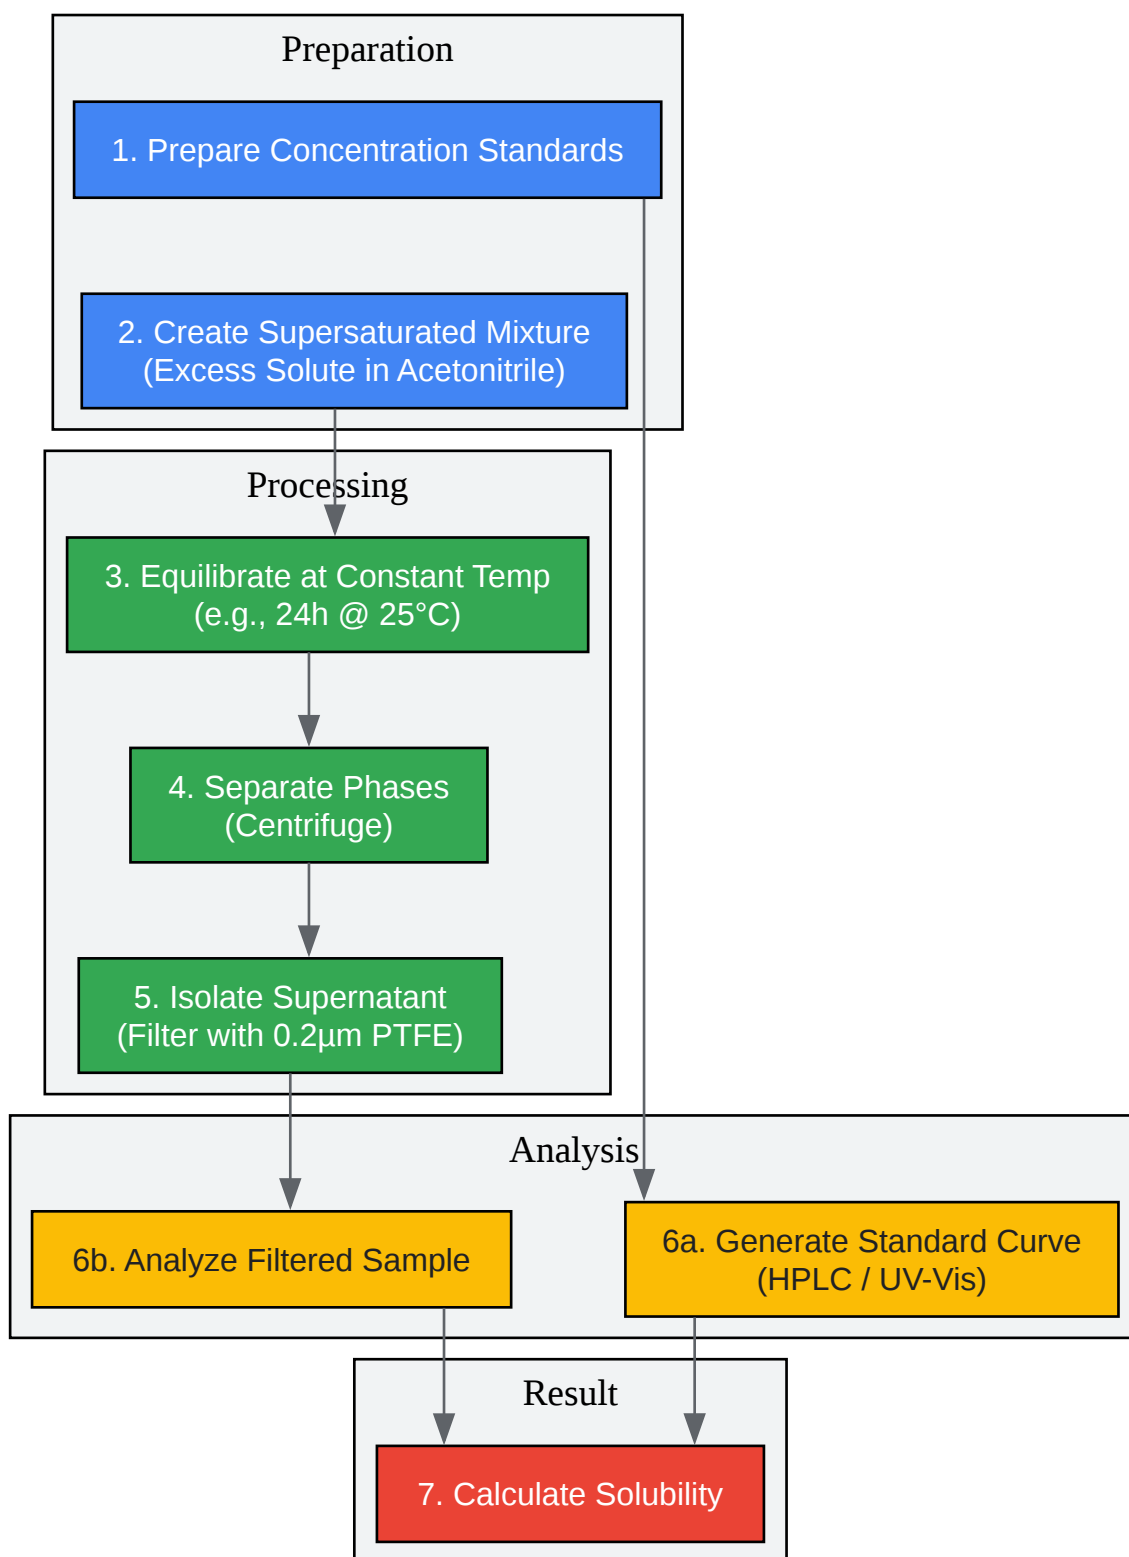 Preparation
1. Prepare Concentration Standards
2. Create Supersaturated Mixture
(Excess Solute in Acetonitrile)
Processing
3. Equilibrate at Constant Temp
(e.g., 24h @ 25°C)
4. Separate Phases
(Centrifuge)
5. Isolate Supernatant
(Filter with 0.2µm PTFE)
Analysis
6b. Analyze Filtered Sample
6a. Generate Standard Curve
(HPLC / UV-Vis)
Result
7. Calculate Solubility